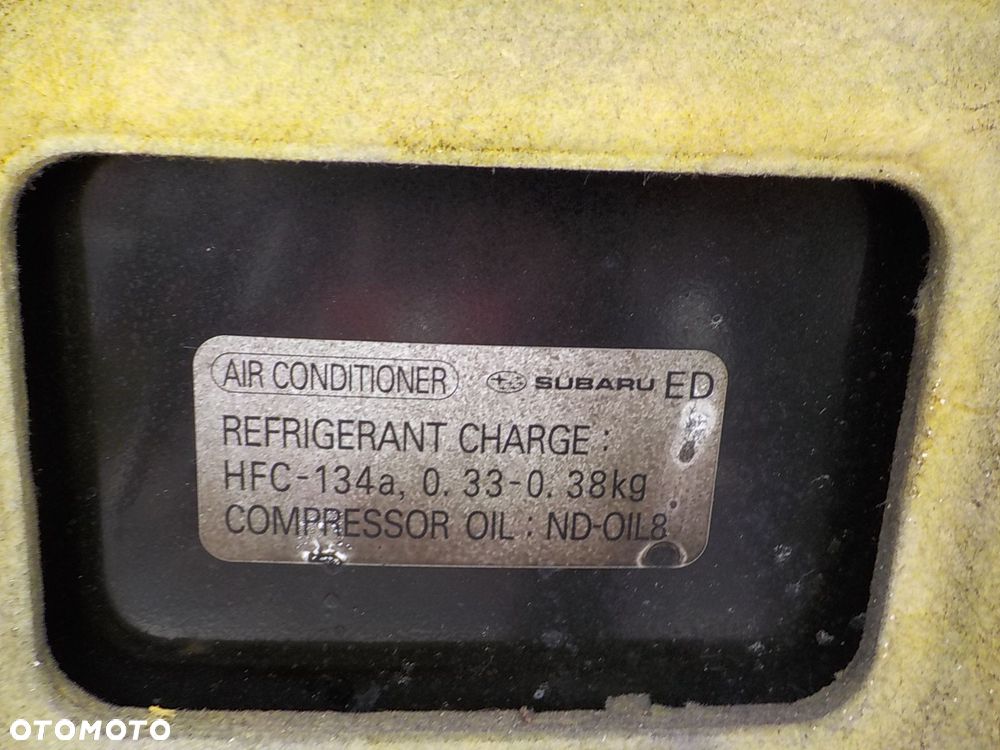 AIR CONDITIONER SUBARU ED
REFRIGERANT CHARGE :
HFC-134a, 0. 33-0. 38kg
COMPRESSOR OIL : ND-OIL8
OTOMOTO